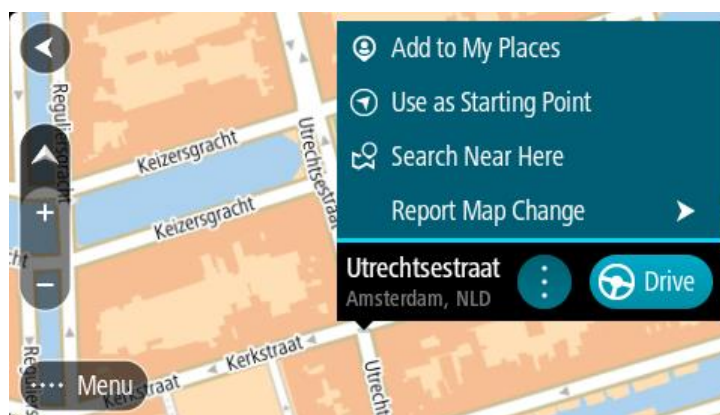 Add to My Places
Use as Starting Point
Search Near Here
Report Map Change
Utrechtsestraat
Amsterdam, NLD
Drive
Reguliersgracht
Keizersgracht
Utrechtsestraat
Keizersgracht
Kerkstraat
Kerkstraat
Menu